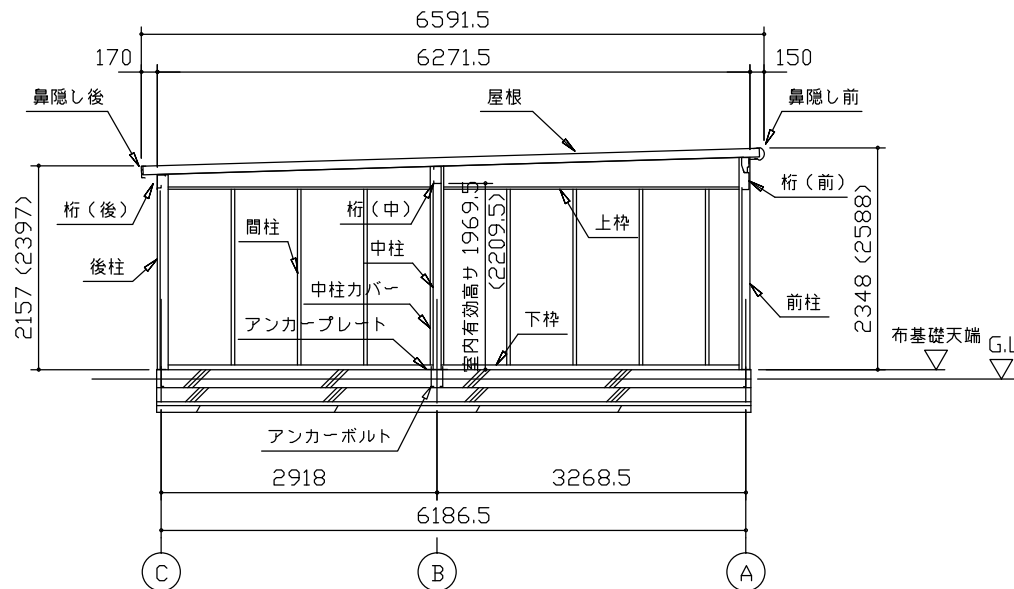 6591.5
170
6271.5
150
鼻隠し後
屋根
鼻隠し前
桁（後）
桁（中）
桁（前）
間柱
上枠
中柱
後柱
中柱カバー
前柱
アンカープレート
下枠
2157 (2397)
室内有効高サ 1969.5
(2209.5)
2348 (2588)
布基礎天端
G.L
アンカーボルト
2918
3268.5
6186.5
C
B
A